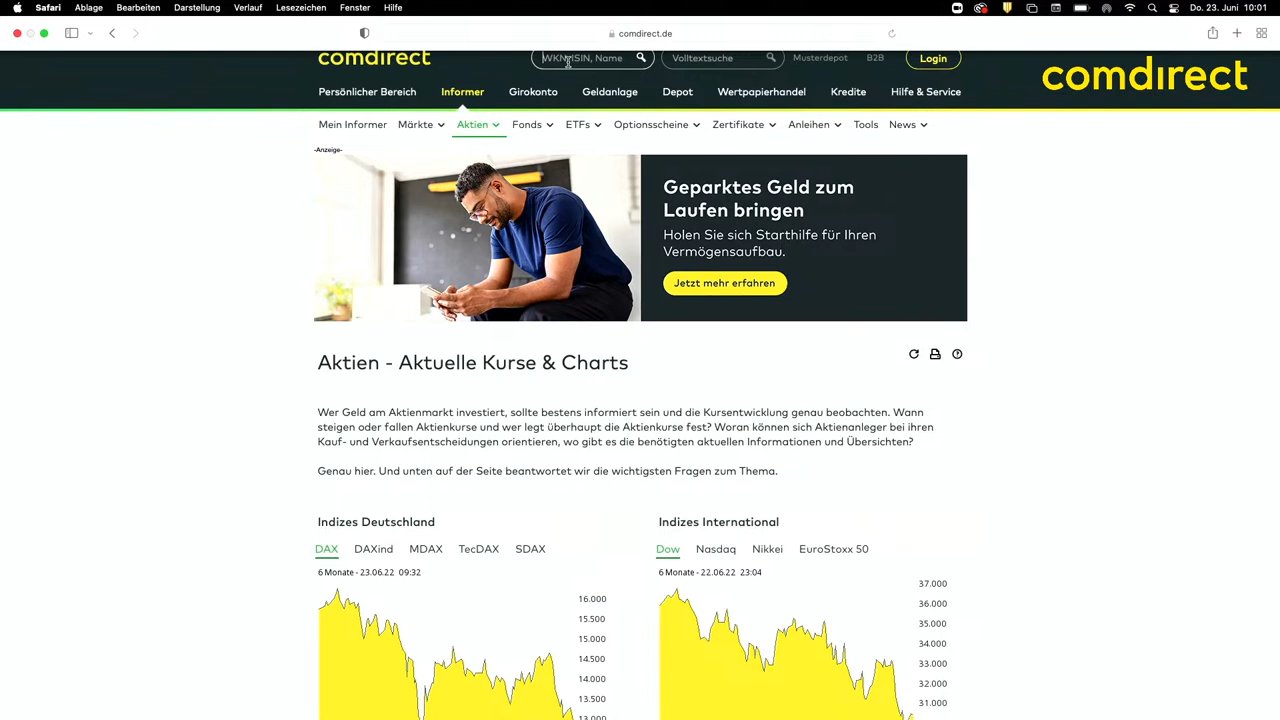 Safari Ablage Bearbeiten Darstellung Verlauf Lesezeichen Fenster Hilfe Do. 23. Juni 10:01
comdirect.de
comdirect WKN, ISIN, Name Volltextsuche Musterdepot B2B Login
comdirect
Persönlicher Bereich Informer Girokonto Geldanlage Depot Wertpapierhandel Kredite Hilfe & Service
Mein Informer Märkte Aktien Fonds ETFs Optionsscheine Zertifikate Anleihen Tools News
-Anzeige-
Geparktes Geld zum
Laufen bringen
Holen Sie sich Starthilfe für Ihren
Vermögensaufbau.
Jetzt mehr erfahren
Aktien - Aktuelle Kurse & Charts
Wer Geld am Aktienmarkt investiert, sollte bestens informiert sein und die Kursentwicklung genau beobachten. Wann
steigen oder fallen Aktienkurse und wer legt überhaupt die Aktienkurse fest? Woran können sich Aktienanleger bei ihren
Kauf- und Verkaufsentscheidungen orientieren, wo gibt es die benötigten aktuellen Informationen und Übersichten?
Genau hier. Und unten auf der Seite beantwortet wir die wichtigsten Fragen zum Thema.
Indizes Deutschland
DAX DAXind MDAX TecDAX SDAX
6 Monate - 23.06.22 09:32
16.000
15.500
15.000
14.500
14.000
13.500
13.000
Indizes International
Dow Nasdaq Nikkei EuroStoxx 50
6 Monate - 22.06.22 23:04
37.000
36.000
35.000
34.000
33.000
32.000
31.000